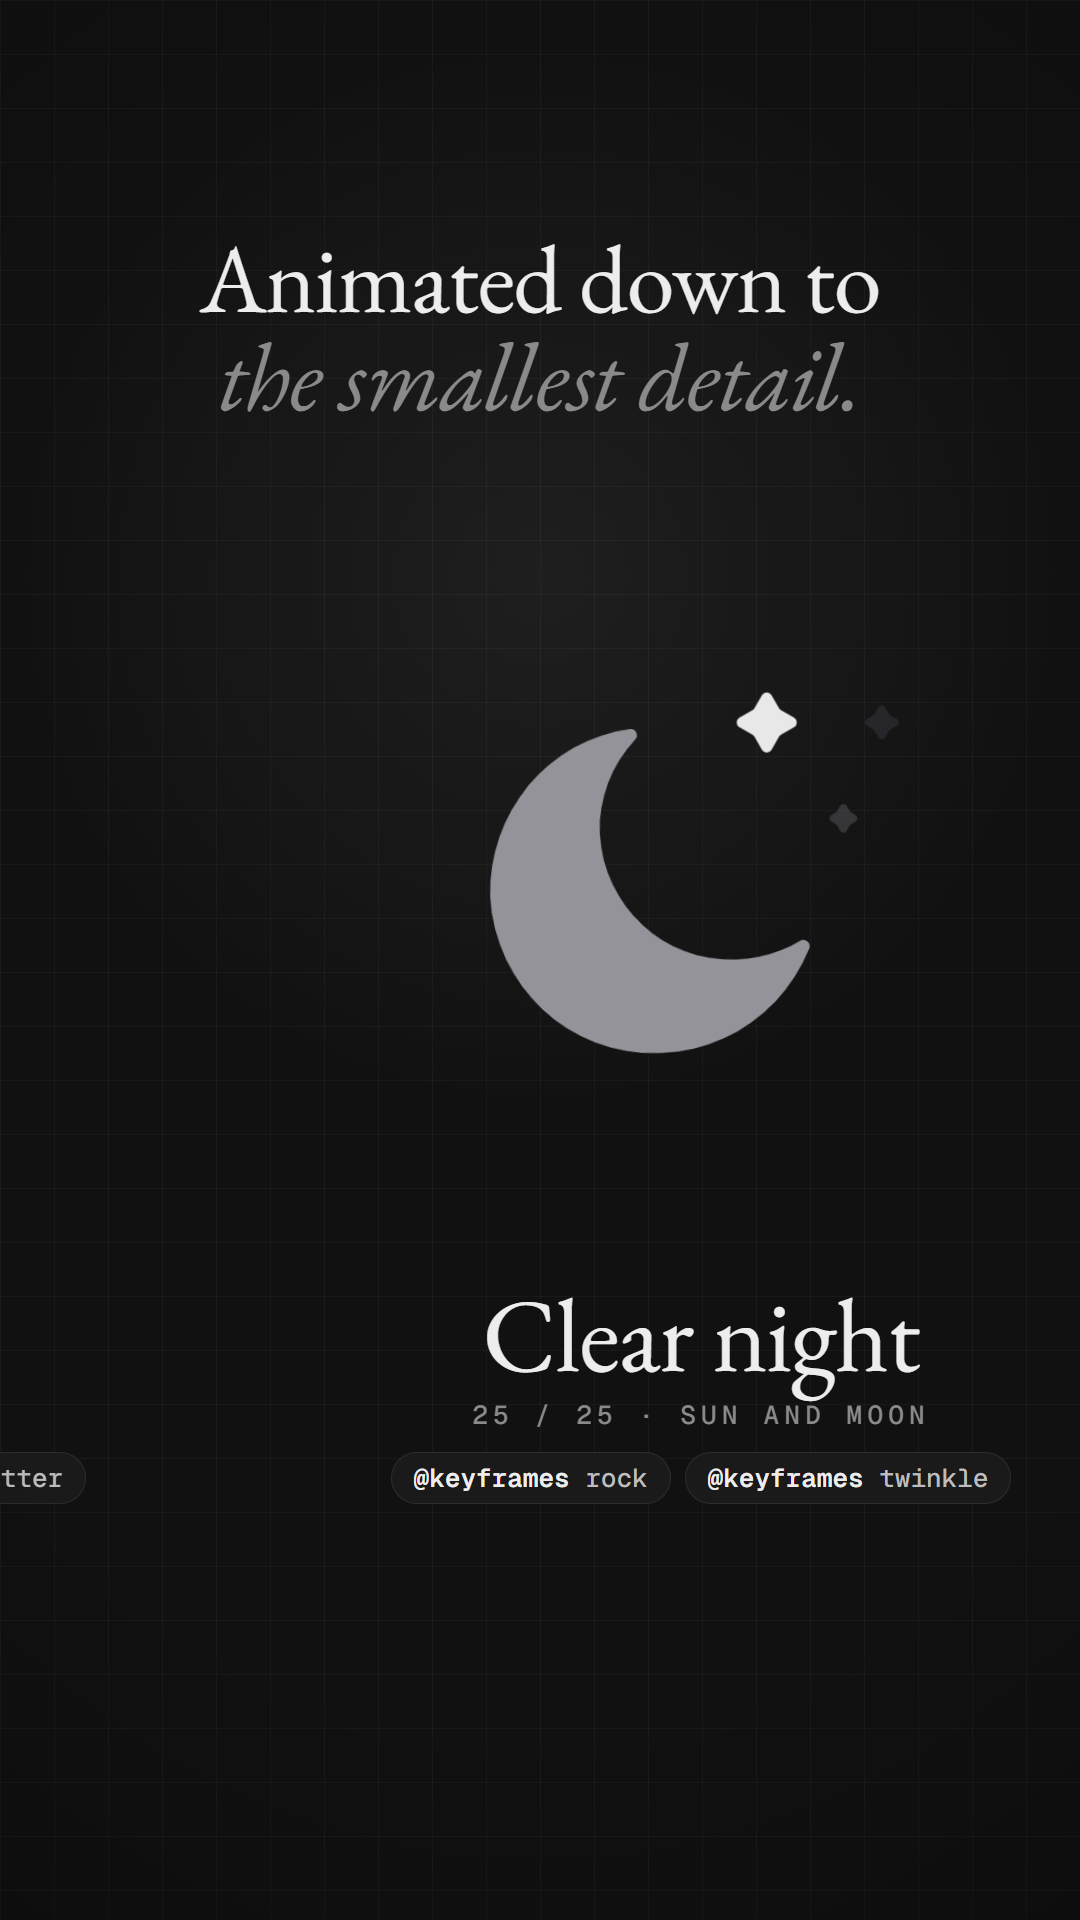 Animated down to
the smallest detail.
Clear night
25 / 25 · SUN AND MOON
tter
@keyframes rock
@keyframes twinkle